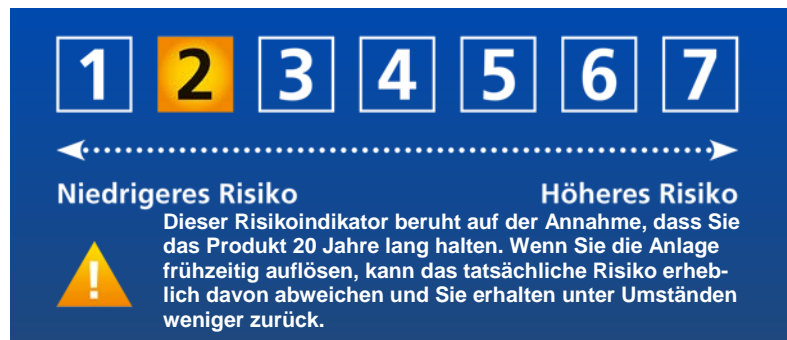 1 2 3 4 5 6 7
Niedrigeres Risiko Höheres Risiko
Dieser Risikoindikator beruht auf der Annahme, dass Sie
das Produkt 20 Jahre lang halten. Wenn Sie die Anlage
frühzeitig auflösen, kann das tatsächliche Risiko erheb-
lich davon abweichen und Sie erhalten unter Umständen
weniger zurück.